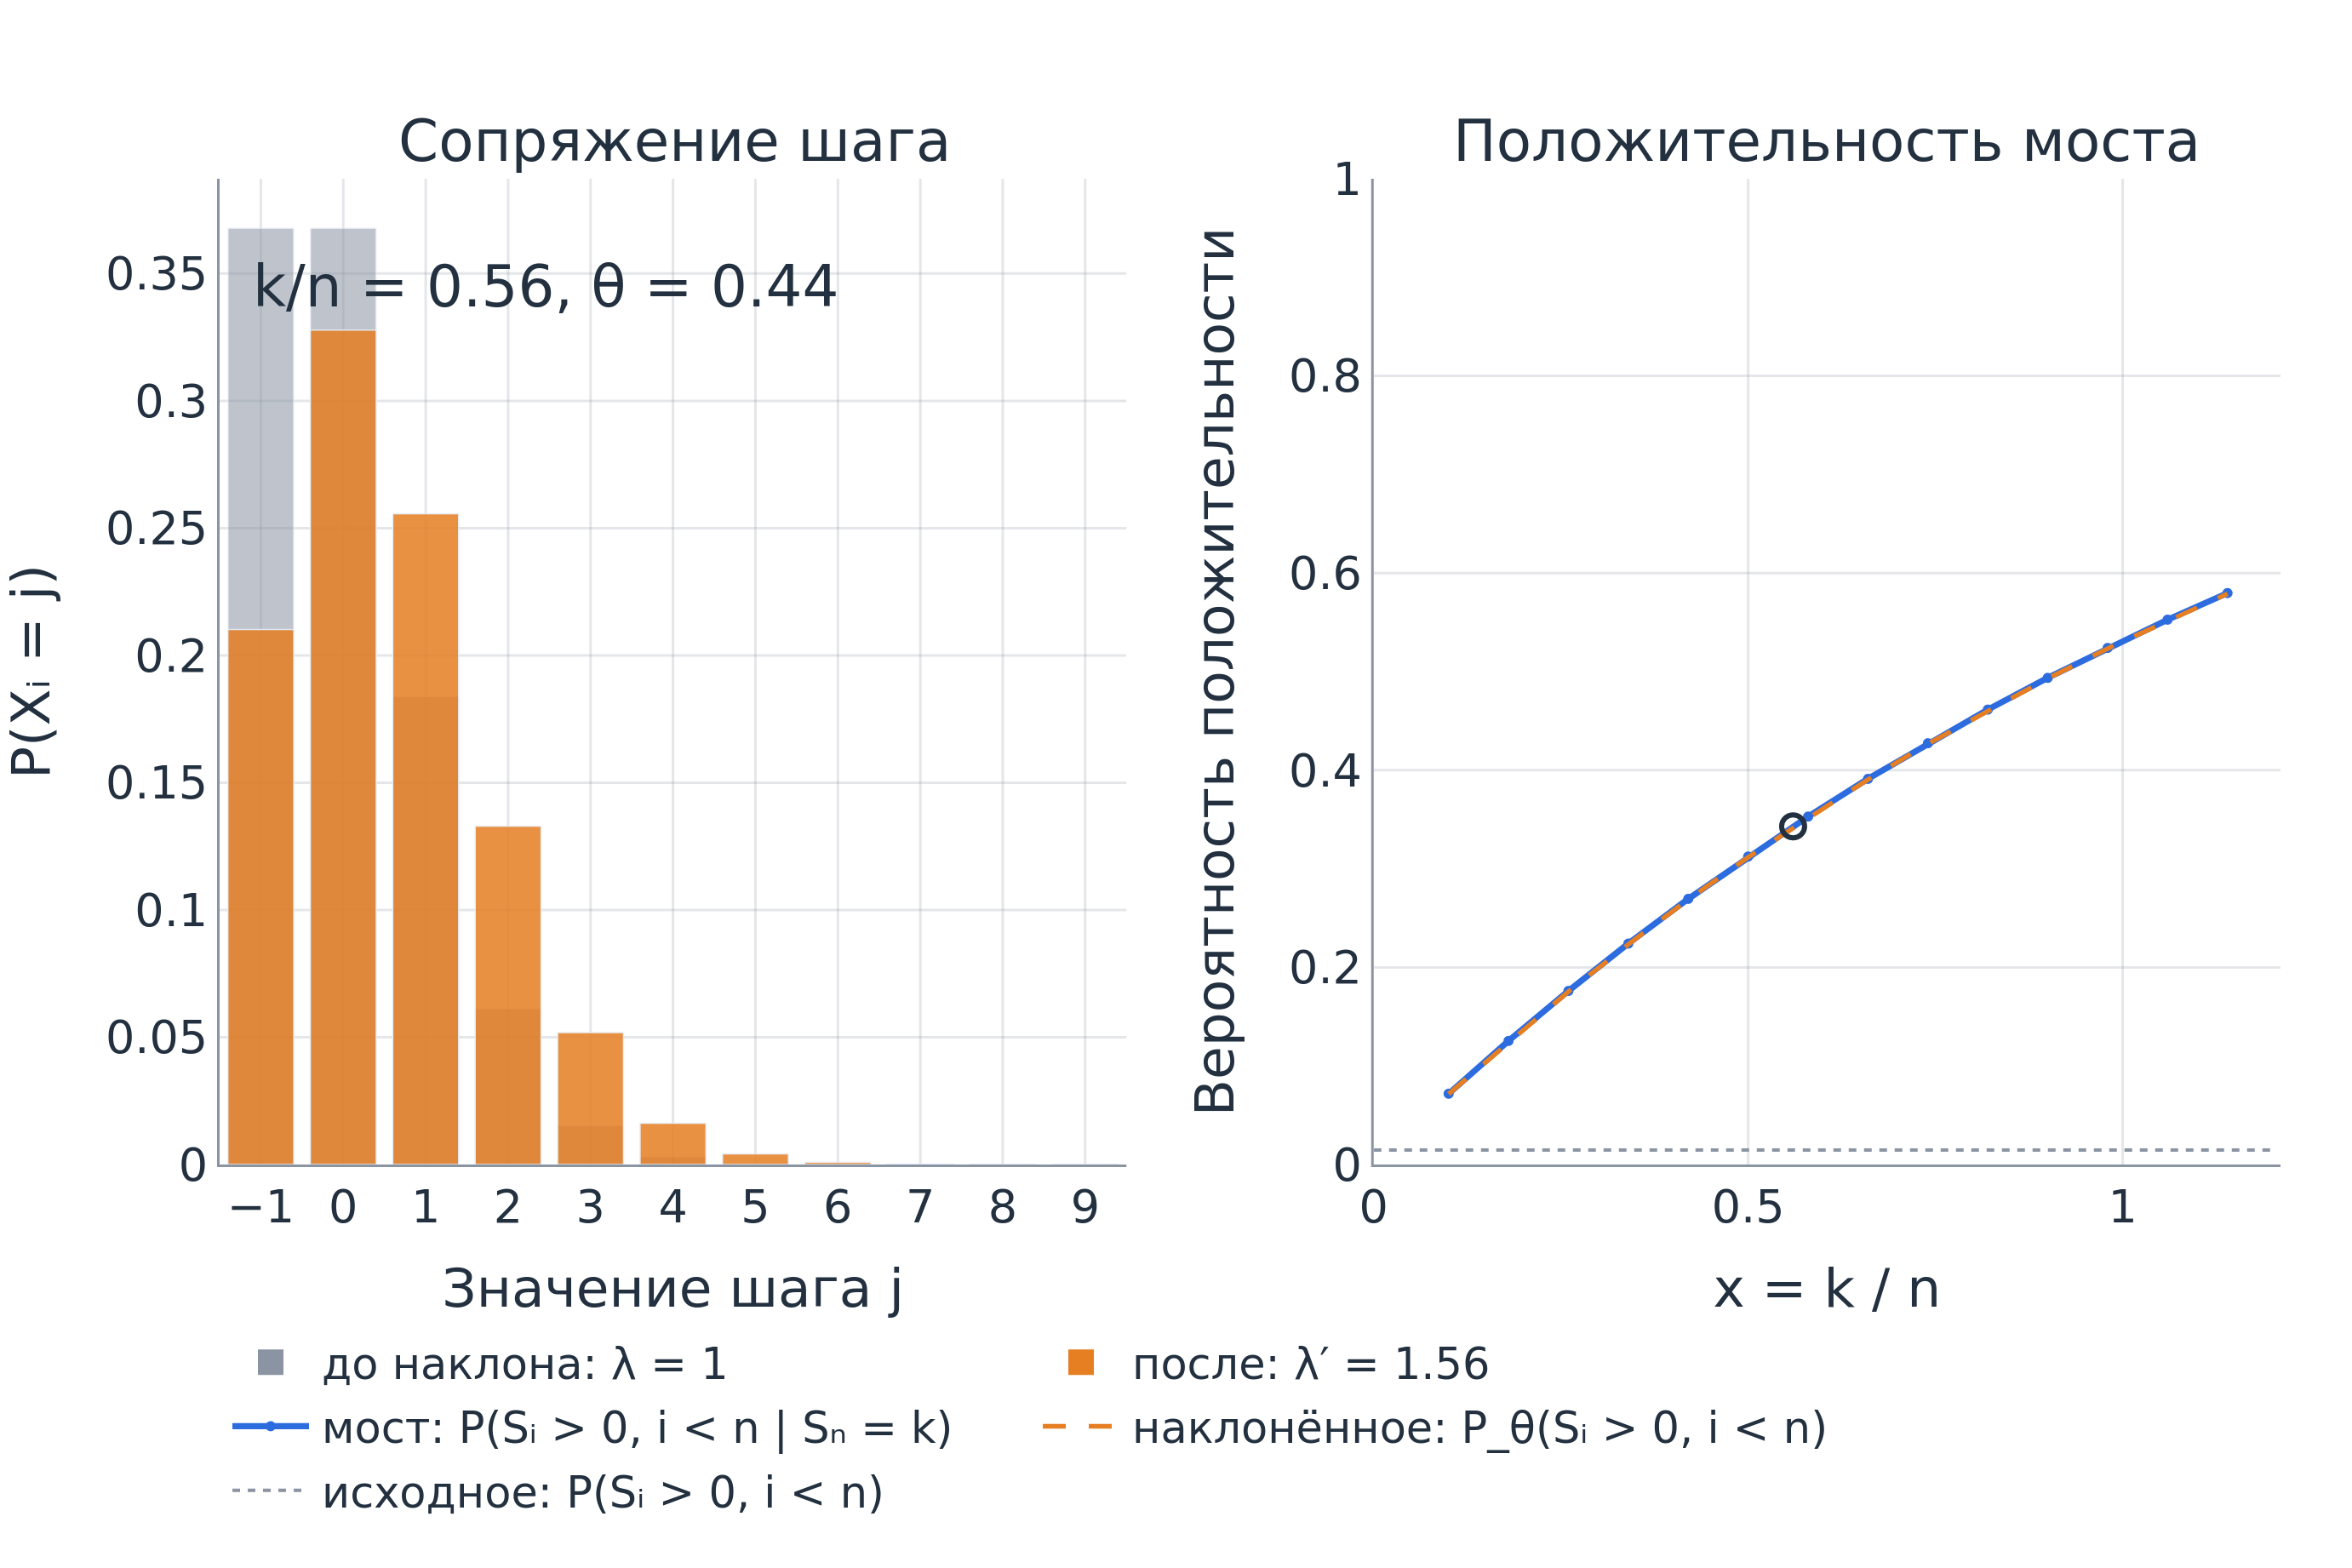 Сопряжение шага
k/n = 0.56, θ = 0.44
P(Xᵢ = j)
0.35
0.3
0.25
0.2
0.15
0.1
0.05
0
−1 0 1 2 3 4 5 6 7 8 9
Значение шага j
Положительность моста
Вероятность положительности
1
0.8
0.6
0.4
0.2
0
0 0.5 1
x = k / n
до наклона: λ = 1
после: λ′ = 1.56
мост: P(Sᵢ > 0, i < n | Sₙ = k)
наклонённое: P_θ(Sᵢ > 0, i < n)
исходное: P(Sᵢ > 0, i < n)